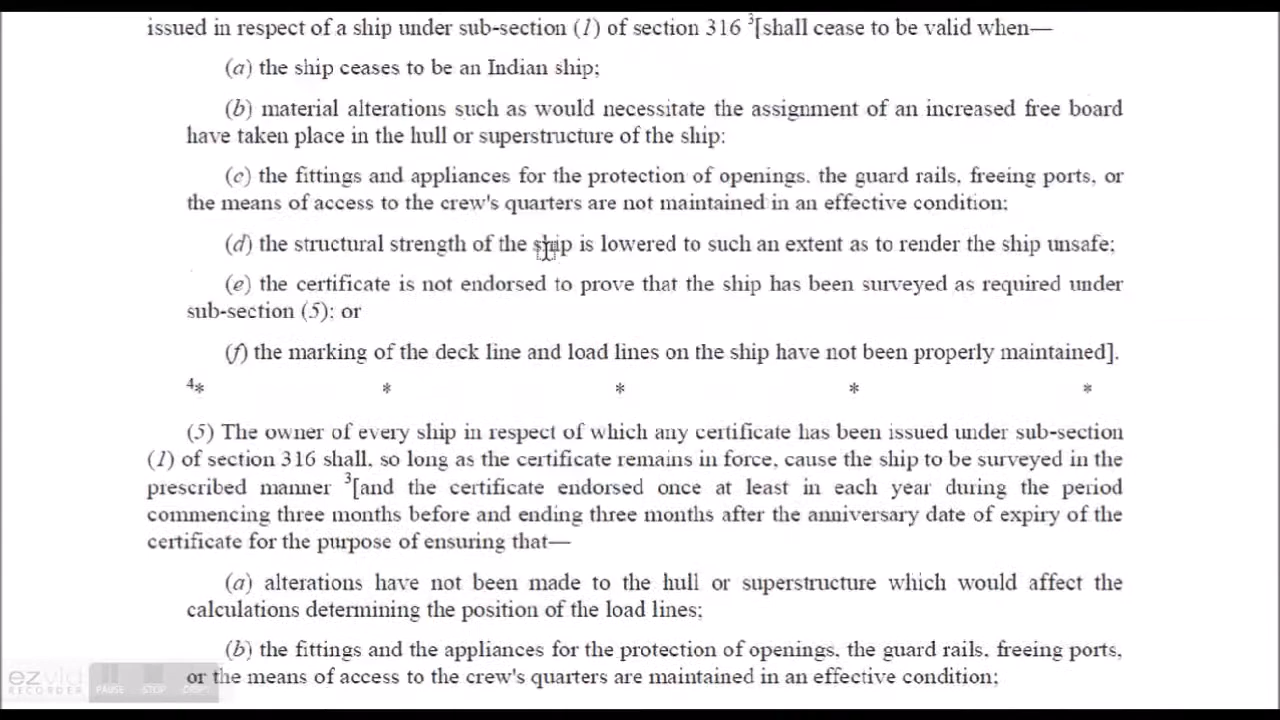 issued in respect of a ship under sub-section (1) of section 316 3[shall cease to be valid when—
(a) the ship ceases to be an Indian ship;
(b) material alterations such as would necessitate the assignment of an increased free board
have taken place in the hull or superstructure of the ship:
(c) the fittings and appliances for the protection of openings. the guard rails, freeing ports, or
the means of access to the crew's quarters are not maintained in an effective condition;
(d) the structural strength of the ship is lowered to such an extent as to render the ship unsafe;
(e) the certificate is not endorsed to prove that the ship has been surveyed as required under
sub-section (5): or
(f) the marking of the deck line and load lines on the ship have not been properly maintained].
4* * * * *
(5) The owner of every ship in respect of which any certificate has been issued under sub-section
(1) of section 316 shall, so long as the certificate remains in force, cause the ship to be surveyed in the
prescribed manner 3[and the certificate endorsed once at least in each year during the period
commencing three months before and ending three months after the anniversary date of expiry of the
certificate for the purpose of ensuring that—
(a) alterations have not been made to the hull or superstructure which would affect the
calculations determining the position of the load lines;
(b) the fittings and the appliances for the protection of openings, the guard rails, freeing ports,
or the means of access to the crew's quarters are maintained in an effective condition;
ezvid
RECORDER
PAUSE STOP